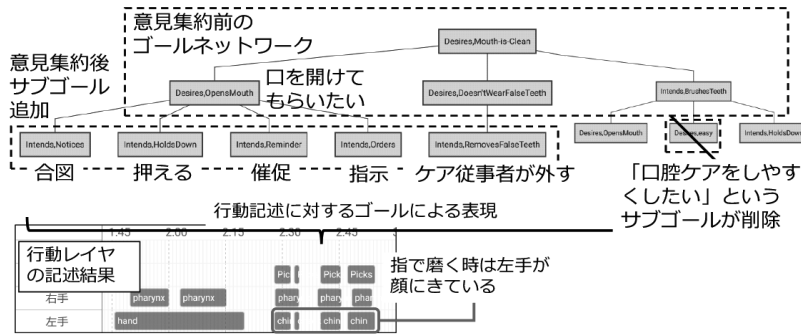 意見集約前の
ゴールネットワーク
Desires,Mouth-is-Clean
意見集約後
サブゴール
追加
Desires,OpensMouth
口を開けて
もらいたい
Desires,Doesn'tWearFalseTeeth
Intends,BrushesTeeth
Intends,Notices
Intends,HoldsDown
Intends,Reminder
Intends,Orders
Intends,RemovesFalseTeeth
Desires,OpensMouth
Desires,easy
Intends,HoldsDown
合図
押える
催促
指示
ケア従事者が外す
「口腔ケアをしやす
くしたい」という
サブゴールが削除
行動記述に対するゴールによる表現
1:45
2:00
2:15
2:30
2:45
行動レイヤ
の記述結果
Pick
Pick
Picks
指で磨く時は左手が
顔にきている
右手
pharynx
pharynx
phary
phary
phar
左手
hand
chin
chin
chin